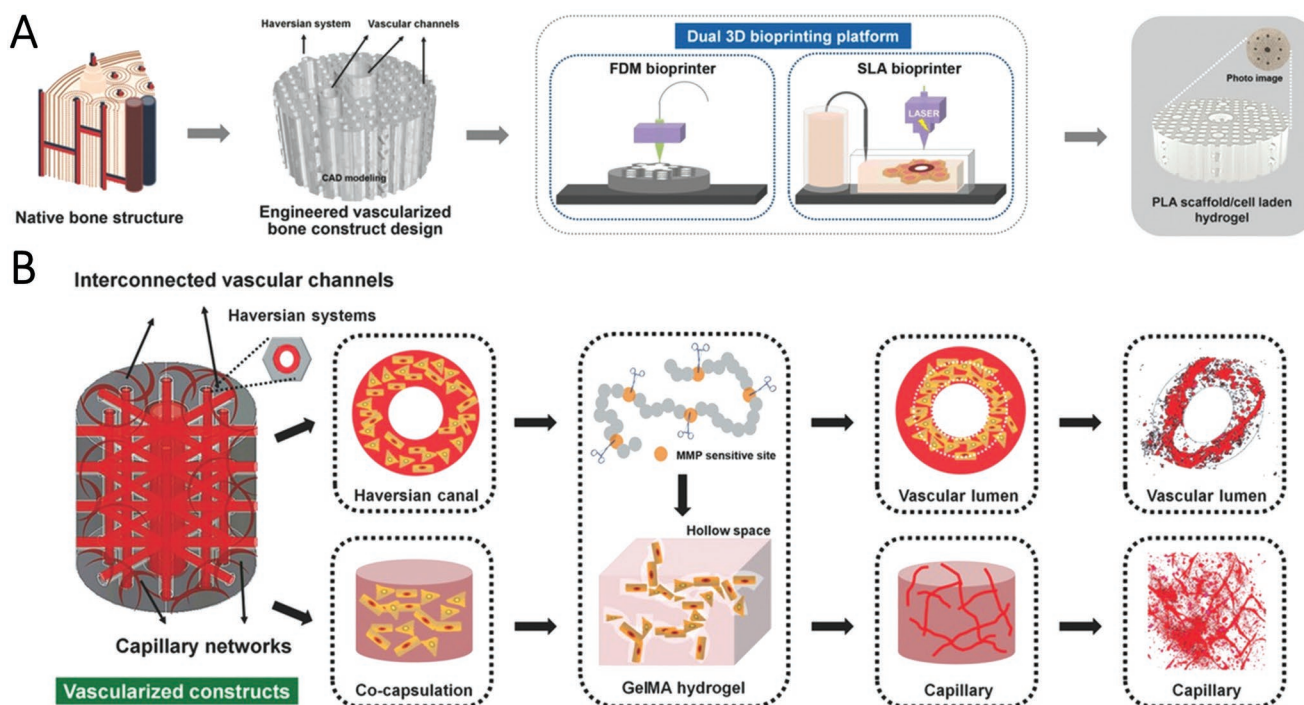 A
Haversian system
Vascular channels
CAD modeling
Native bone structure
Engineered vascularized
bone construct design
Dual 3D bioprinting platform
FDM bioprinter
SLA bioprinter
LASER
Photo image
PLA scaffold/cell laden
hydrogel
B
Interconnected vascular channels
Haversian systems
Capillary networks
Vascularized constructs
Haversian canal
Co-capsulation
MMP sensitive site
Hollow space
GelMA hydrogel
Vascular lumen
Capillary
Vascular lumen
Capillary